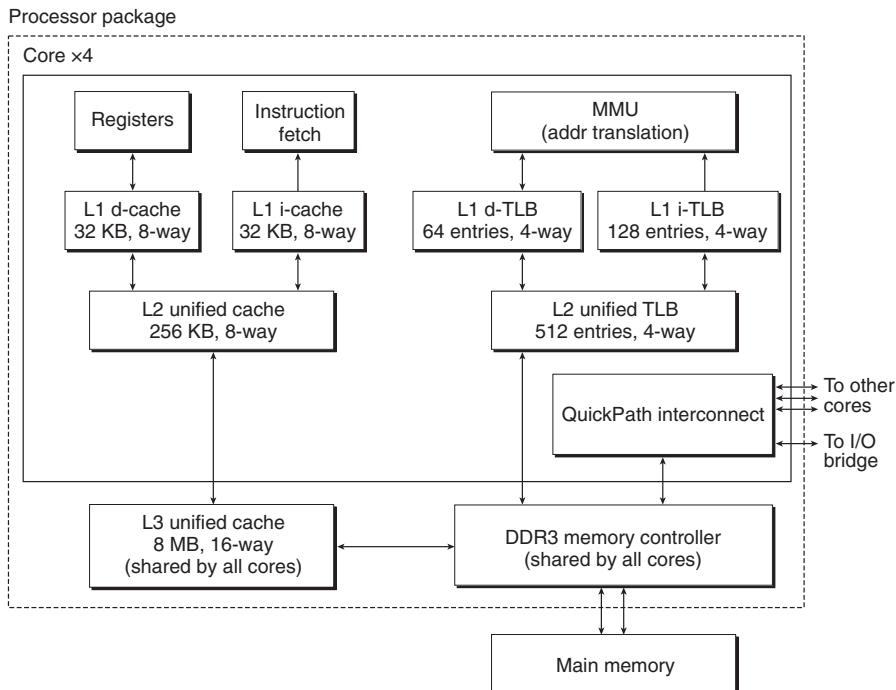 Processor package
Core ×4
Registers
Instruction
fetch
MMU
(addr translation)
L1 d-cache
32 KB, 8-way
L1 i-cache
32 KB, 8-way
L1 d-TLB
64 entries, 4-way
L1 i-TLB
128 entries, 4-way
L2 unified cache
256 KB, 8-way
L2 unified TLB
512 entries, 4-way
QuickPath interconnect
To other
cores
To I/O
bridge
L3 unified cache
8 MB, 16-way
(shared by all cores)
DDR3 memory controller
(shared by all cores)
Main memory